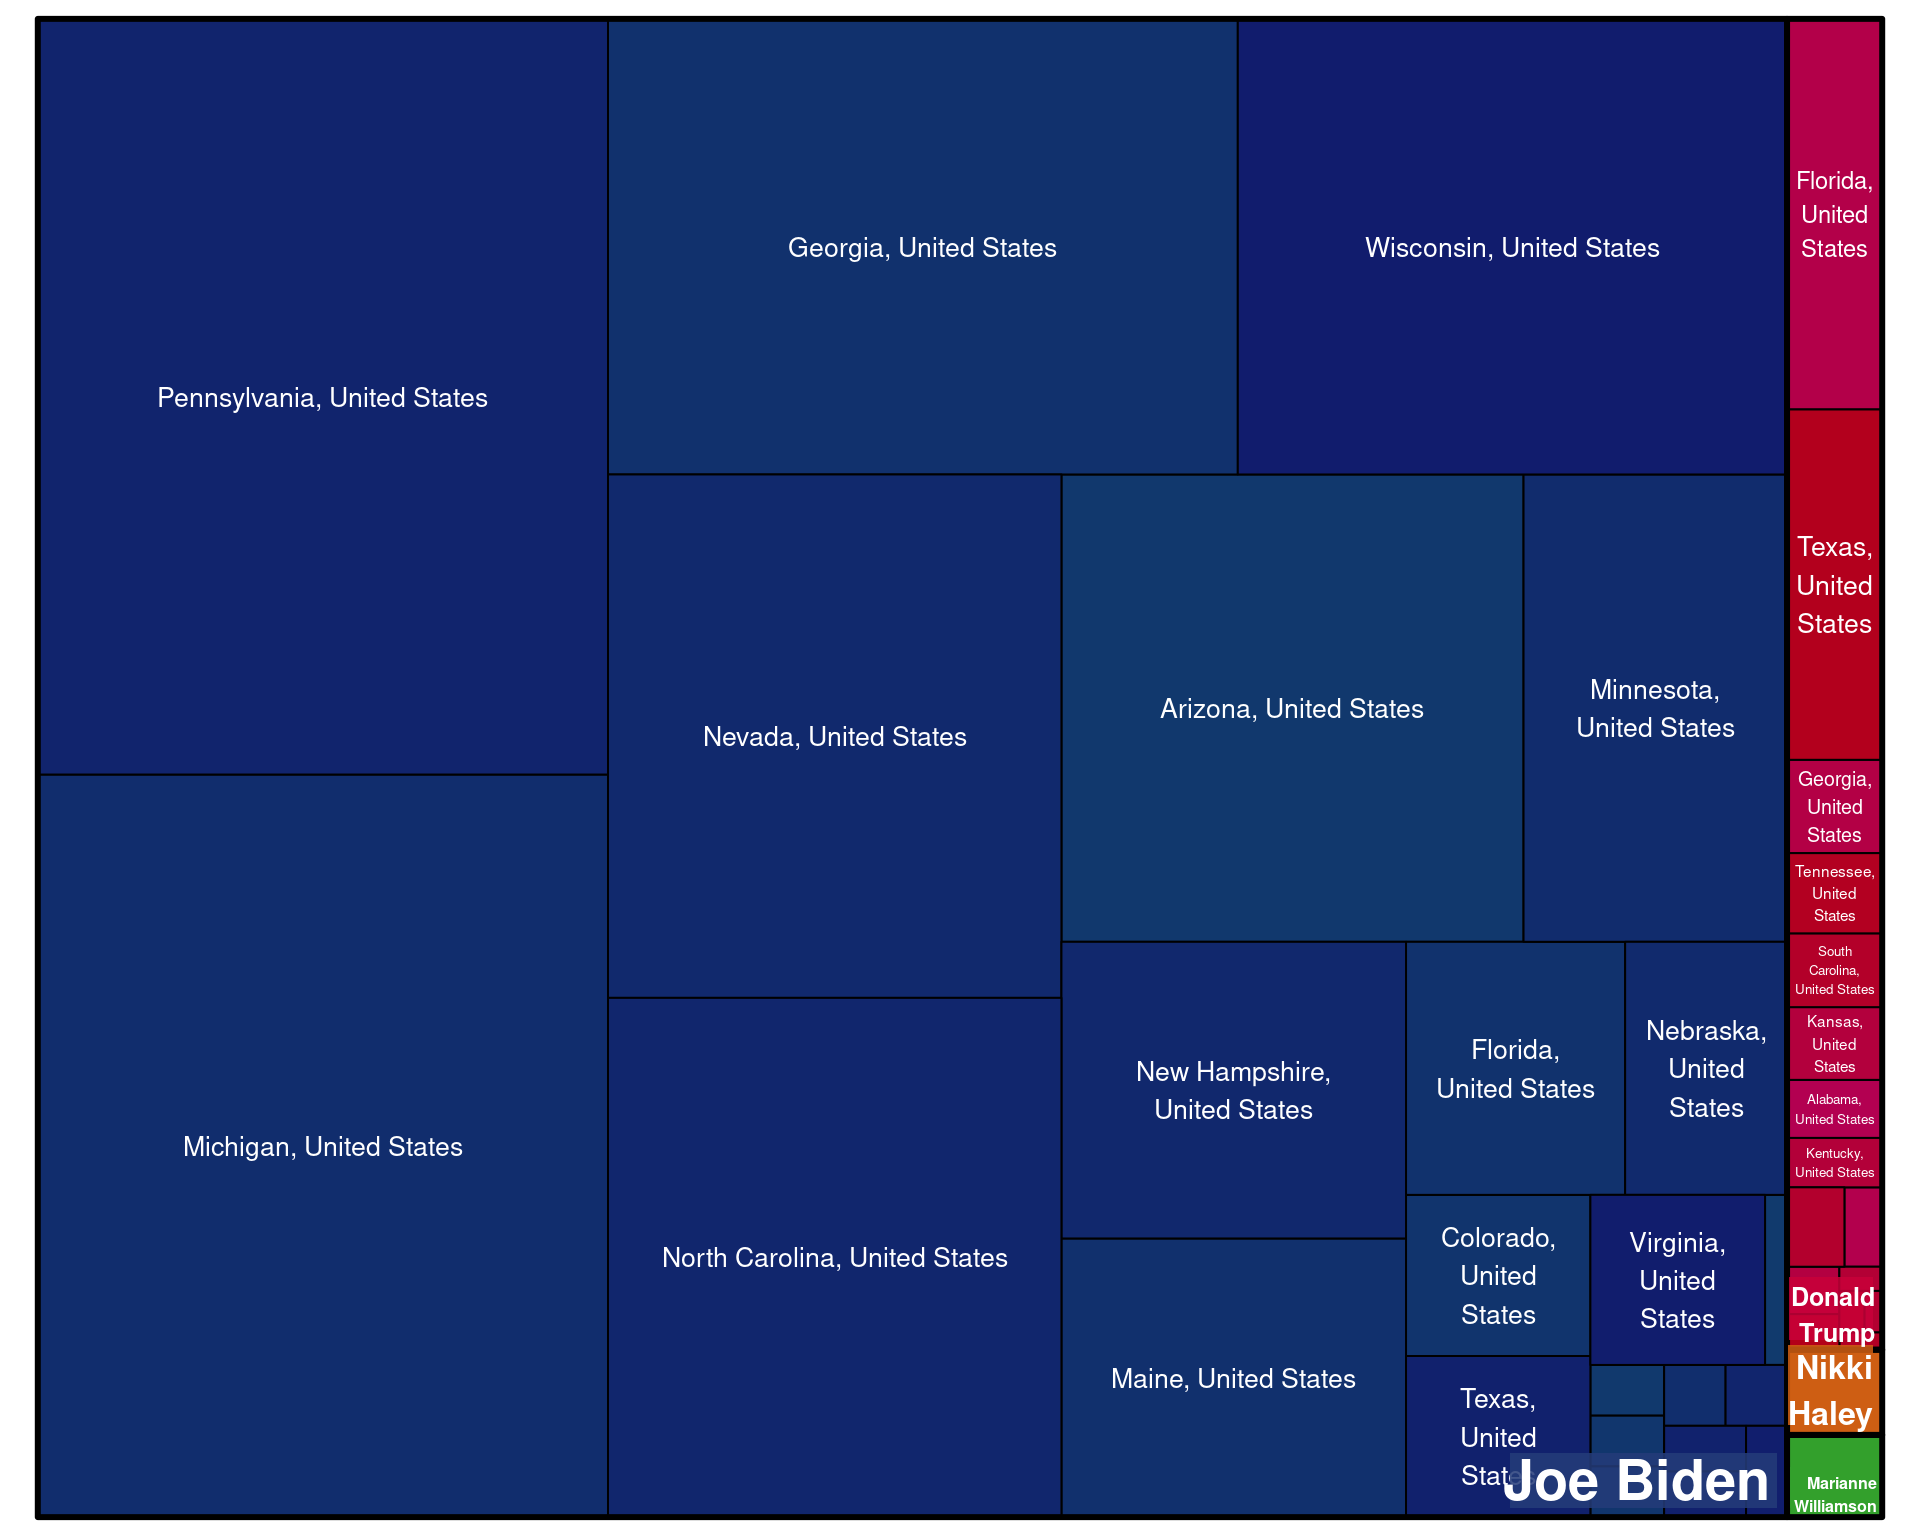 Pennsylvania, United States
Michigan, United States
Georgia, United States
Wisconsin, United States
Nevada, United States
Arizona, United States
Minnesota,
United States
North Carolina, United States
New Hampshire,
United States
Maine, United States
Florida,
United States
Nebraska,
United
States
Colorado,
United
States
Virginia,
United
States
Texas,
United
States
Joe Biden
Florida,
United
States
Texas,
United
States
Georgia,
United
States
Tennessee,
United
States
South
Carolina,
United States
Kansas,
United
States
Alabama,
United States
Kentucky,
United States
Donald
Trump
Nikki
Haley
Marianne
Williamson